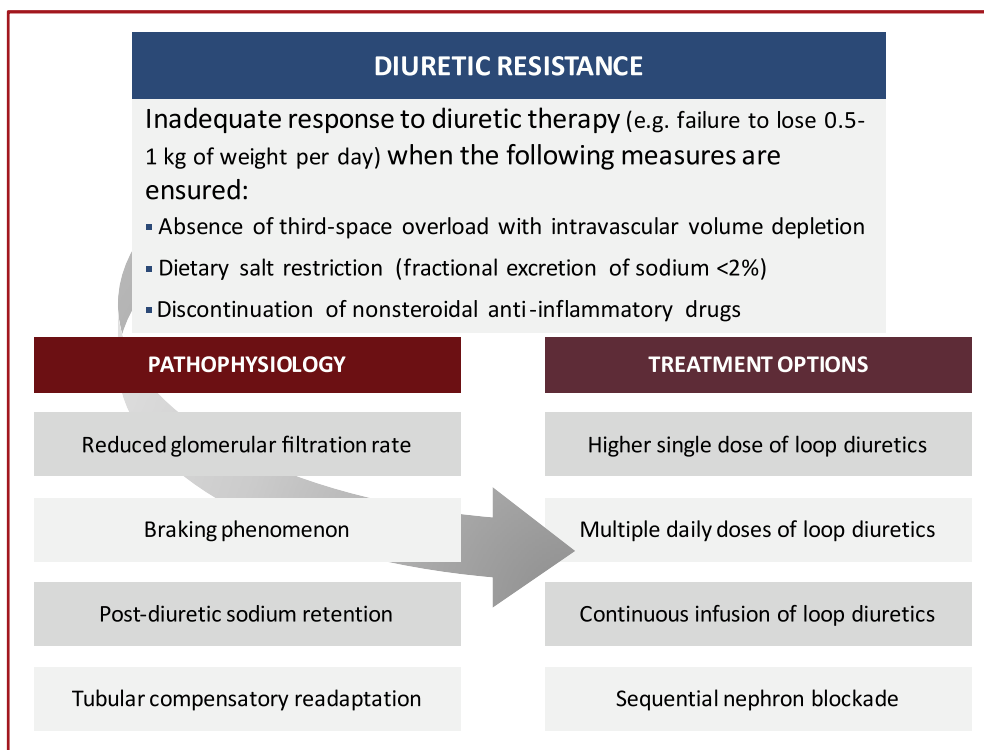 DIURETIC RESISTANCE
Inadequate response to diuretic therapy (e.g. failure to lose 0.5-
1 kg of weight per day) when the following measures are
ensured:
▪ Absence of third-space overload with intravascular volume depletion
▪ Dietary salt restriction (fractional excretion of sodium <2%)
▪ Discontinuation of nonsteroidal anti-inflammatory drugs
PATHOPHYSIOLOGY
Reduced glomerular filtration rate
Braking phenomenon
Post-diuretic sodium retention
Tubular compensatory readaptation
TREATMENT OPTIONS
Higher single dose of loop diuretics
Multiple daily doses of loop diuretics
Continuous infusion of loop diuretics
Sequential nephron blockade